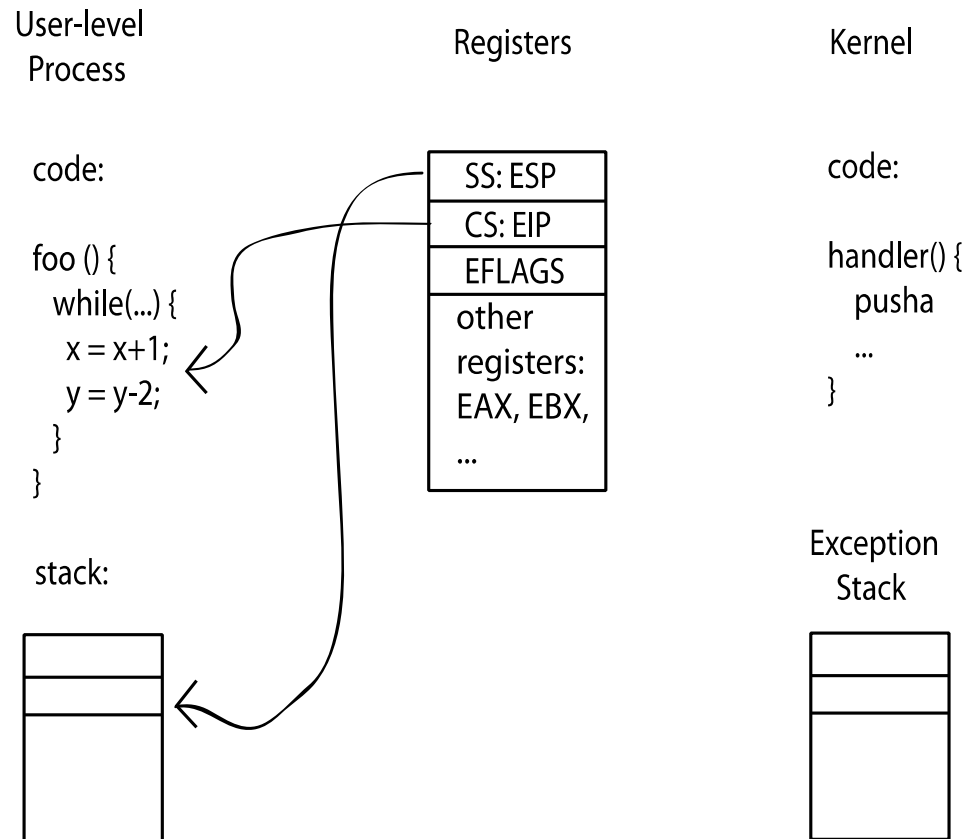 User-level
Process
code:
foo () {
while(...) {
x = x+1;
y = y-2;
}
}
stack:
Registers
SS: ESP
CS: EIP
EFLAGS
other
registers:
EAX, EBX,
...
Kernel
code:
handler() {
pusha
...
}
Exception
Stack